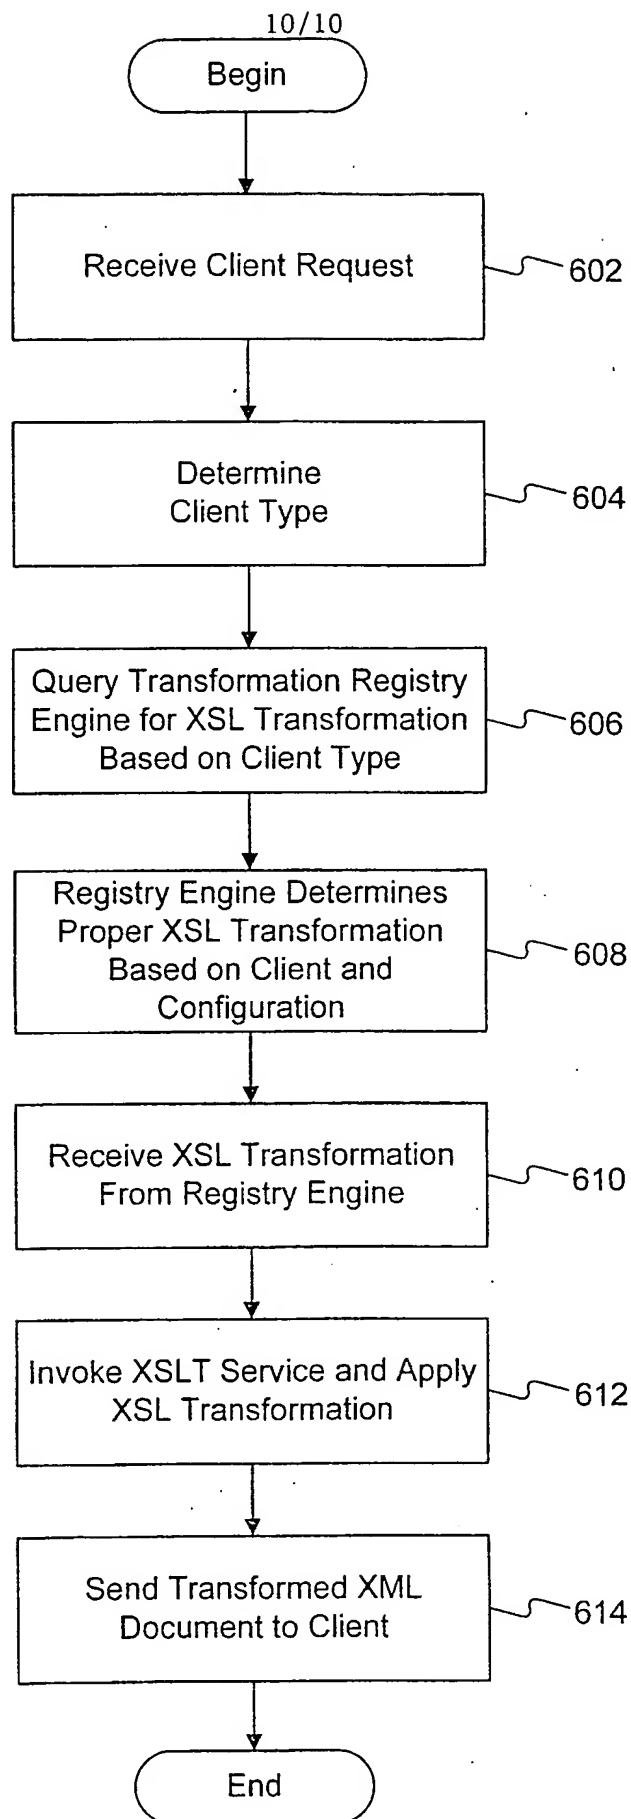 10/10
Begin
Receive Client Request
602
Determine
Client Type
604
Query Transformation Registry
Engine for XSL Transformation
Based on Client Type
606
Registry Engine Determines
Proper XSL Transformation
Based on Client and
Configuration
608
Receive XSL Transformation
From Registry Engine
610
Invoke XSLT Service and Apply
XSL Transformation
612
Send Transformed XML
Document to Client
614
End